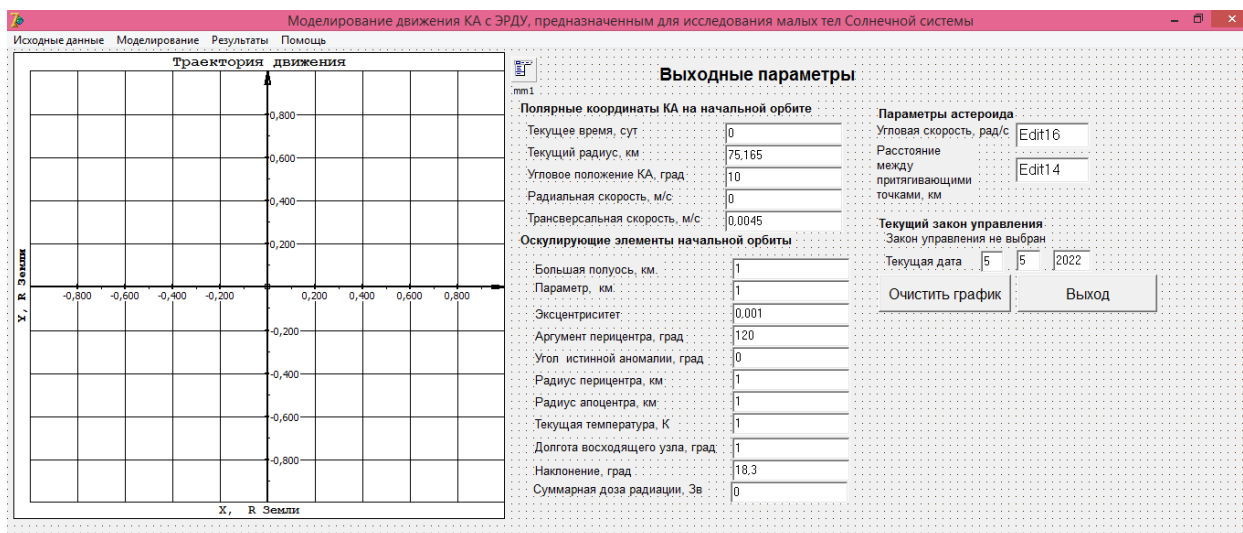 Моделирование движения КА с ЭРДУ, предназначенным для исследования малых тел Солнечной системы
Исходные данные Моделирование Результаты Помощь
Траектория движения
0,800
0,600
0,400
0,200
-0,800 -0,600 -0,400 -0,200 0,200 0,400 0,600 0,800
-0,200
-0,400
-0,600
-0,800
Y, R Земли
X, R Земли
mm1
Выходные параметры
Полярные координаты КА на начальной орбите
Текущее время, сут 0
Текущий радиус, км 75,165
Угловое положение КА, град 10
Радиальная скорость, м/с 0
Трансверсальная скорость, м/с 0,0045
Оскулирующие элементы начальной орбиты
Большая полуось, км. 1
Параметр, км. 1
Эксцентриситет 0,001
Аргумент перицентра, град 120
Угол истинной аномалии, град 0
Радиус перицентра, км 1
Радиус апоцентра, км 1
Текущая температура, К 1
Долгота восходящего узла, град 1
Наклонение, град 18,3
Суммарная доза радиации, Зв 0
Параметры астероида
Угловая скорость, рад/с Edit16
Расстояние
между
притягивающими
точками, км
Edit14
Текущий закон управления
Закон управления не выбран
Текущая дата 5 5 2022
Очистить график Выход